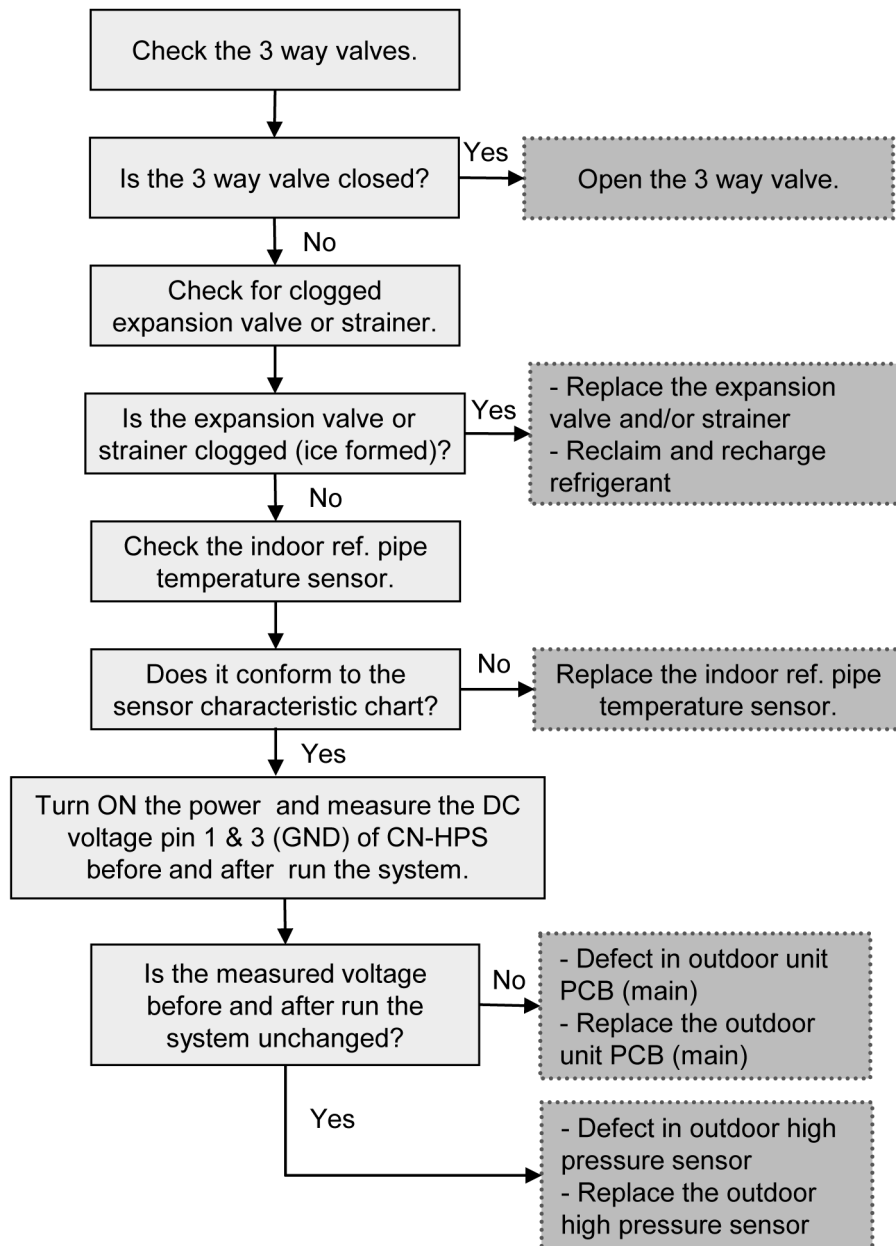 Check the 3 way valves.
Is the 3 way valve closed?
Yes
Open the 3 way valve.
No
Check for clogged
expansion valve or strainer.
Is the expansion valve or
strainer clogged (ice formed)?
Yes
- Replace the expansion
valve and/or strainer
- Reclaim and recharge
refrigerant
No
Check the indoor ref. pipe
temperature sensor.
Does it conform to the
sensor characteristic chart?
No
Replace the indoor ref. pipe
temperature sensor.
Yes
Turn ON the power and measure the DC
voltage pin 1 & 3 (GND) of CN-HPS
before and after run the system.
Is the measured voltage
before and after run the
system unchanged?
No
- Defect in outdoor unit
PCB (main)
- Replace the outdoor
unit PCB (main)
Yes
- Defect in outdoor high
pressure sensor
- Replace the outdoor
high pressure sensor